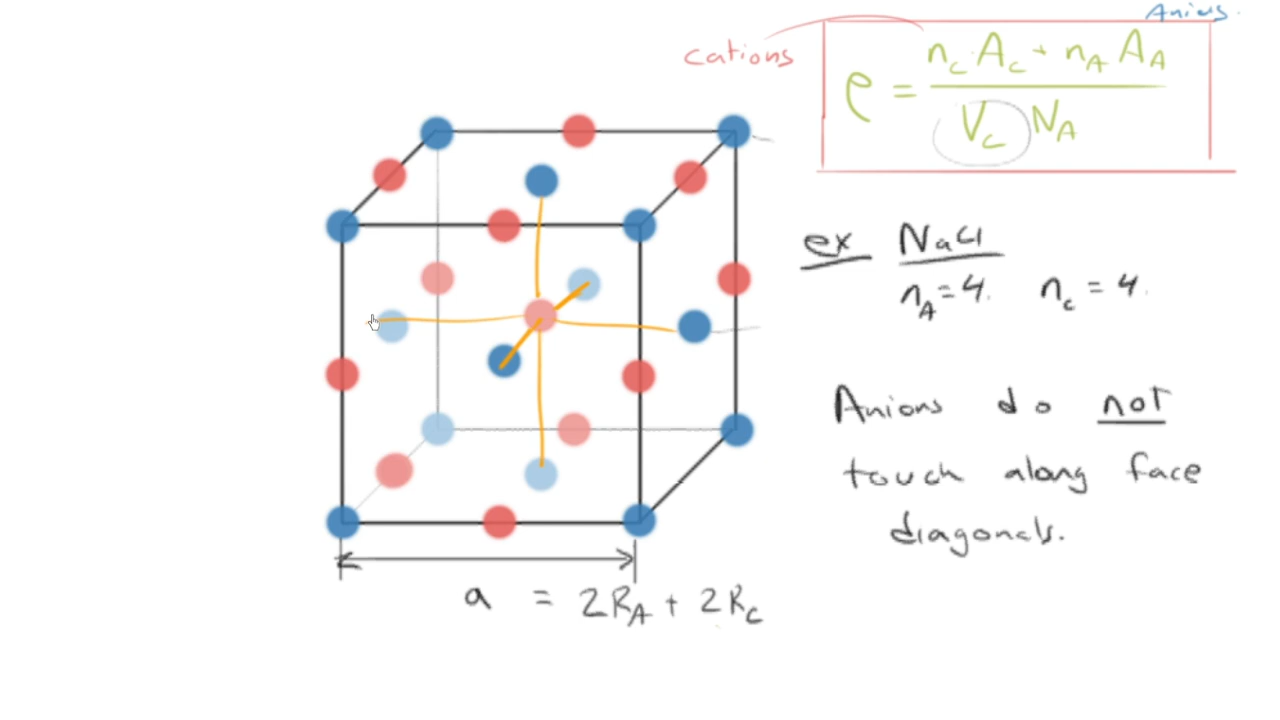 Anions
cations
ρ = n_c A_c + n_A A_A / V_c N_A
ex NaCl
n_A = 4. n_c = 4.
Anions do not
touch along face
diagonals.
a = 2R_A + 2R_c